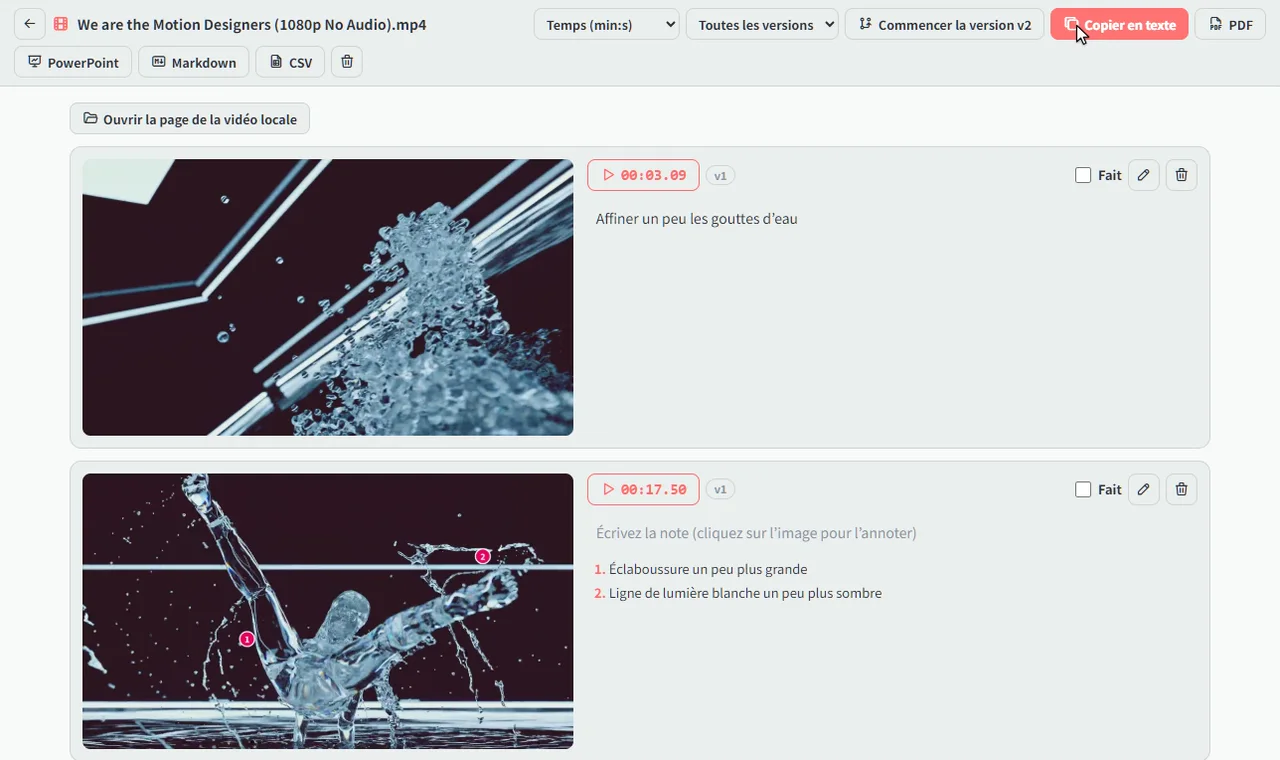 We are the Motion Designers (1080p No Audio).mp4
Temps (min:s)
Toutes les versions
Commencer la version v2
Copier en texte
PDF
PowerPoint
Markdown
CSV
Ouvrir la page de la vidéo locale
00:03.09
v1
Fait
Affiner un peu les gouttes d’eau
00:17.50
v1
Fait
Écrivez la note (cliquez sur l’image pour l’annoter)
1. Éclaboussure un peu plus grande
2. Ligne de lumière blanche un peu plus sombre
2
1